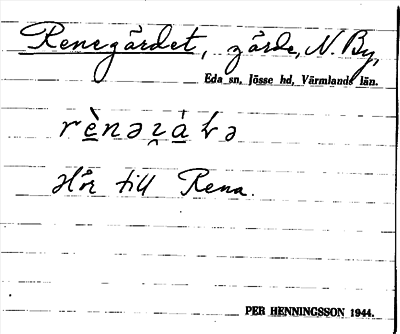 Renegärdet, gärde, N. By,
Eda sn, Jösse hd, Värmlands län.
Hör till Rena.
PER HENNINGSSON 1944.